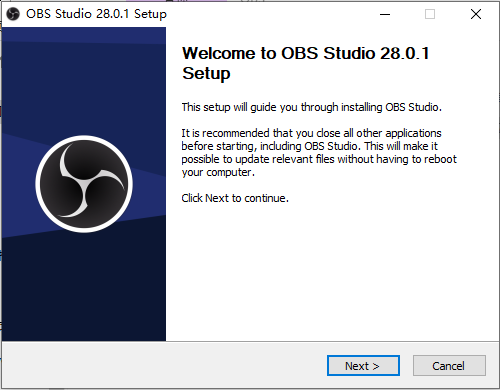 OBS Studio 28.0.1 Setup
Welcome to OBS Studio 28.0.1
Setup
This setup will guide you through installing OBS Studio.
It is recommended that you close all other applications
before starting, including OBS Studio. This will make it
possible to update relevant files without having to reboot
your computer.
Click Next to continue.
Next >
Cancel